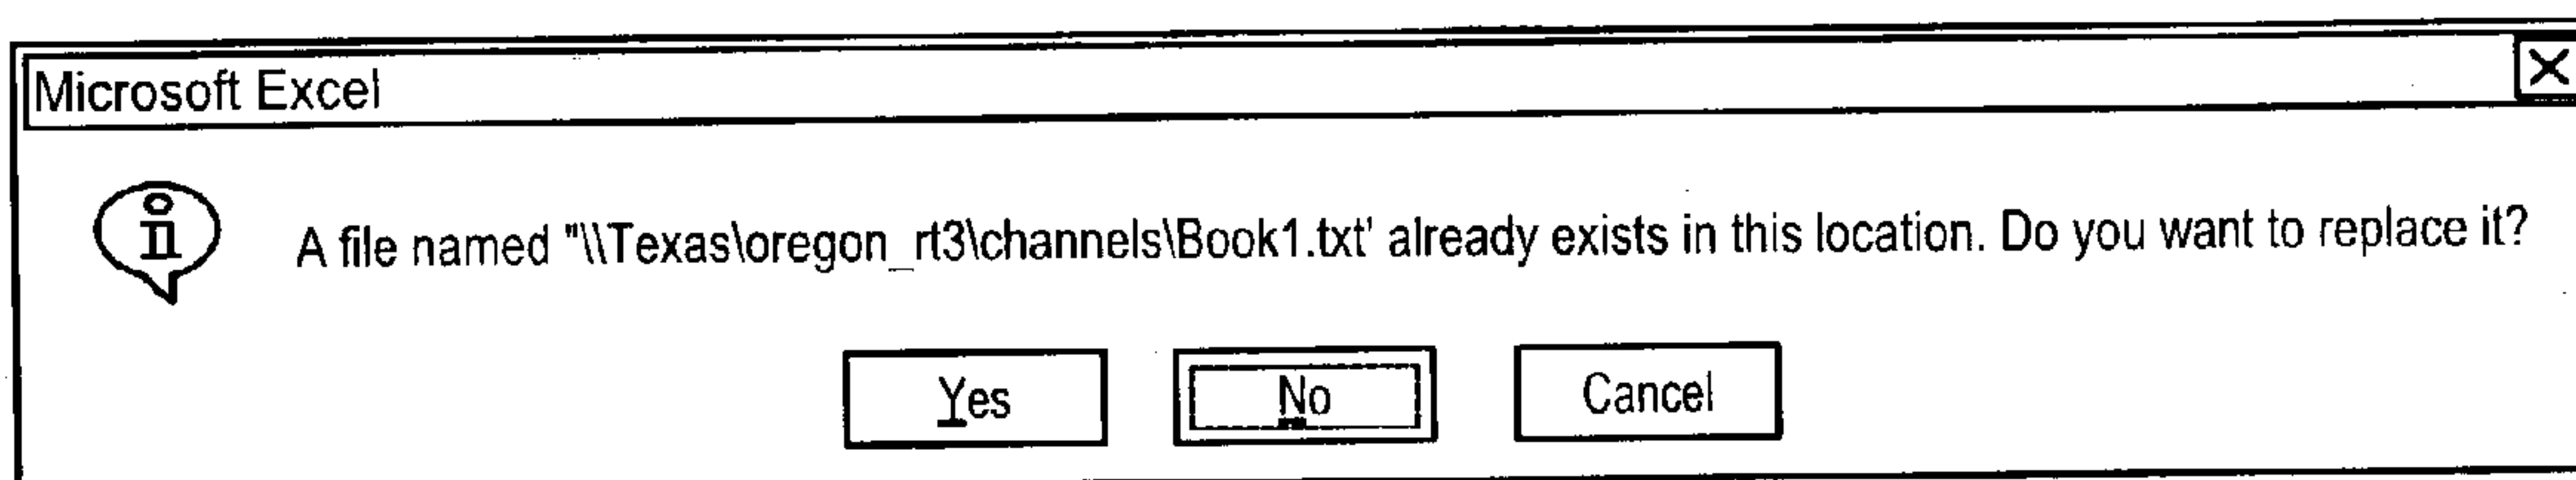 Microsoft Excel
A file named "\\Texas\oregon_rt3\channels\Book1.txt' already exists in this location. Do you want to replace it?
Yes No Cancel